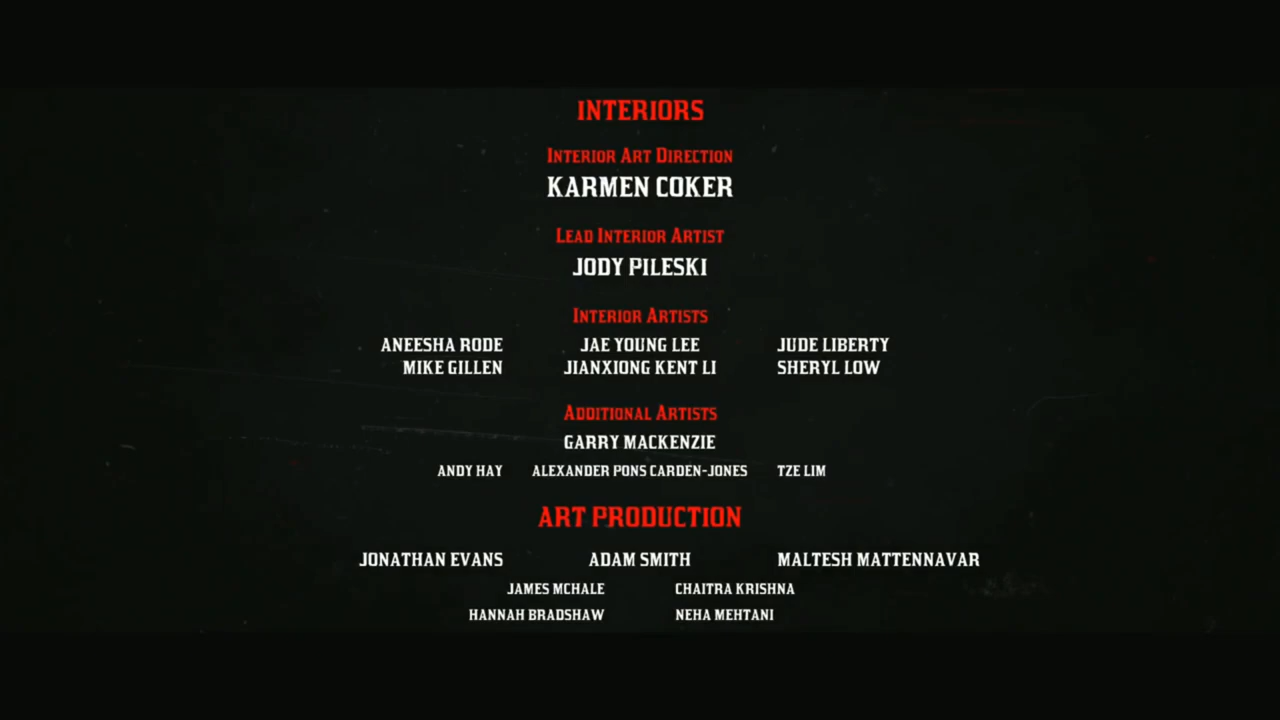 INTERIORS
INTERIOR ART DIRECTION
KARMEN COKER
LEAD INTERIOR ARTIST
JODY PILESKI
INTERIOR ARTISTS
ANEESHA RODE JAE YOUNG LEE JUDE LIBERTY
MIKE GILLEN JIANXIONG KENT LI SHERYL LOW
ADDITIONAL ARTISTS
GARRY MACKENZIE
ANDY HAY ALEXANDER PONS CARDEN-JONES TZE LIM
ART PRODUCTION
JONATHAN EVANS ADAM SMITH MALTESH MATTENNAVAR
JAMES MCHALE CHAITRA KRISHNA
HANNAH BRADSHAW NEHA MEHTANI